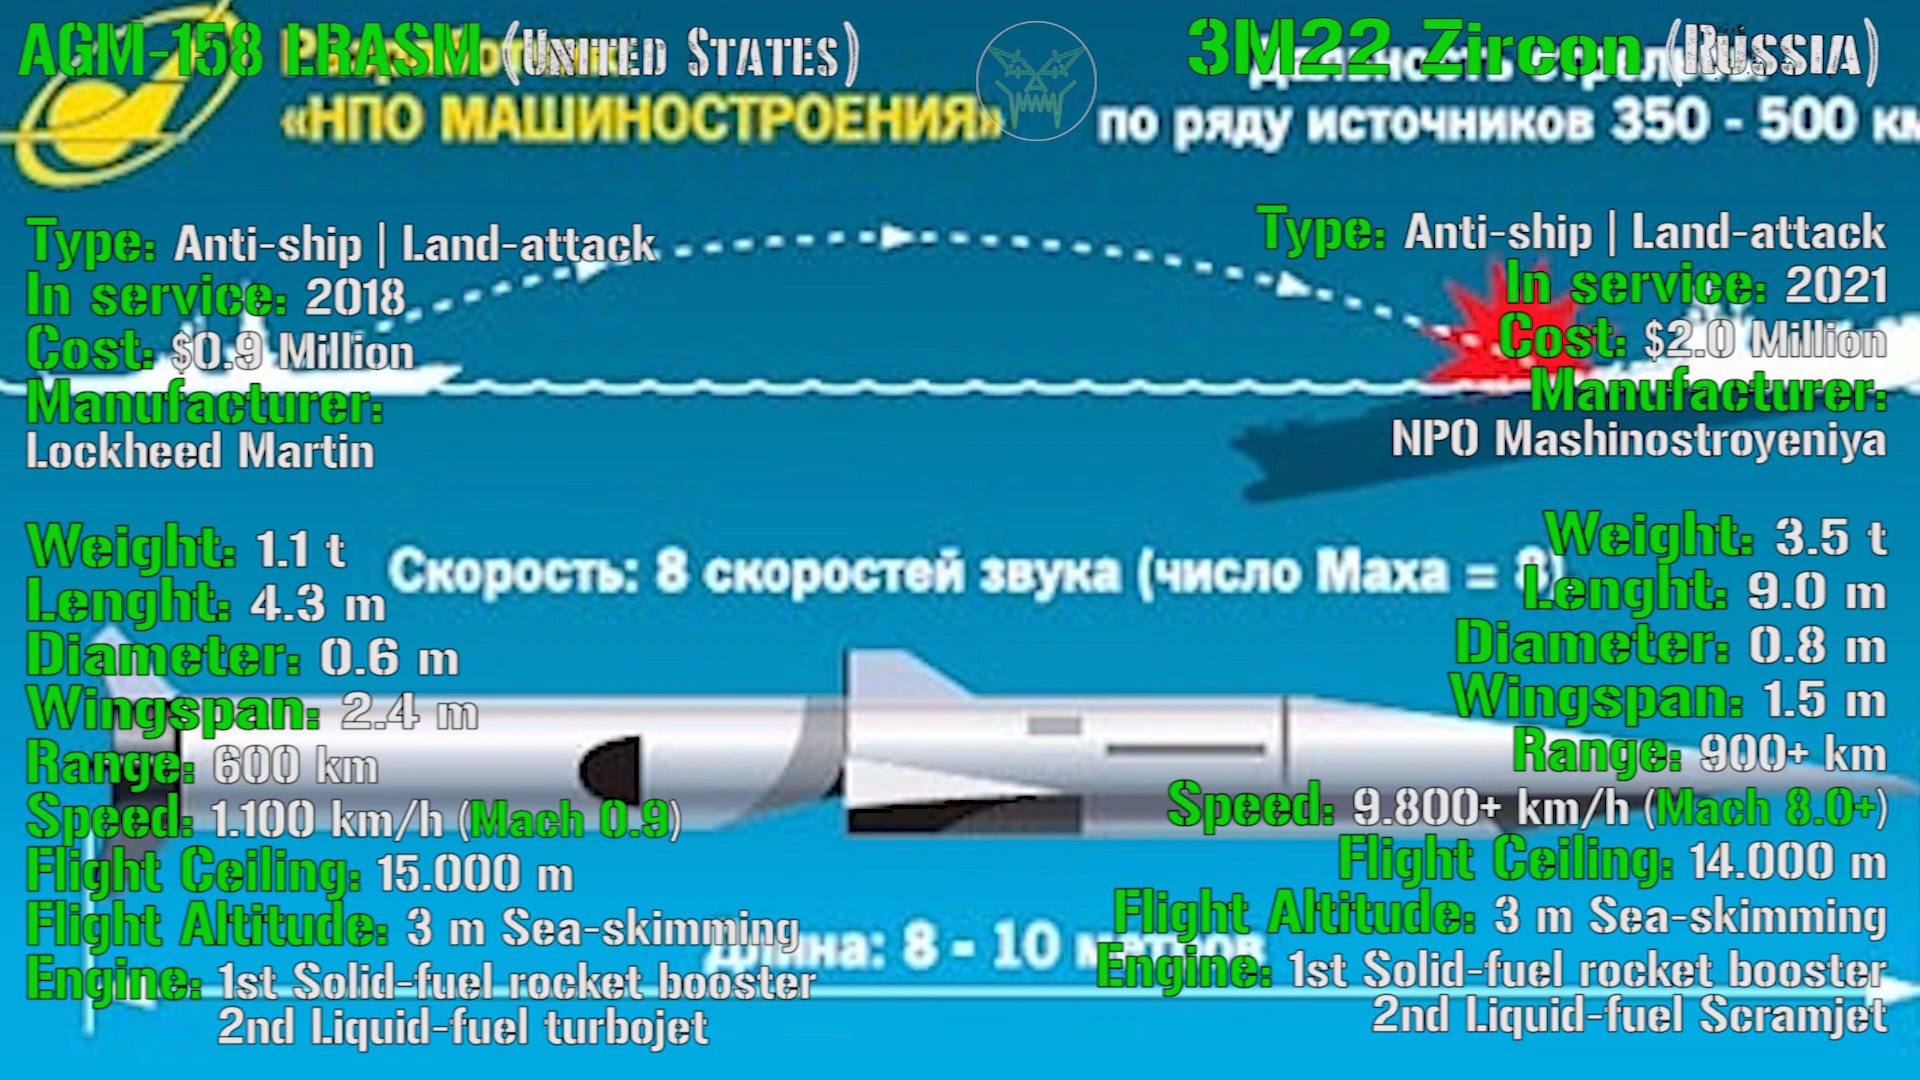 AGM-158 LRASM (United States)
3M22 Zircon (Russia)
«НПО МАШИНОСТРОЕНИЯ»
по ряду источников 350 - 500 км
Type: Anti-ship | Land-attack
In service: 2018
Cost: $0.9 Million
Manufacturer:
Lockheed Martin
Type: Anti-ship | Land-attack
In service: 2021
Cost: $2.0 Million
Manufacturer:
NPO Mashinostroyeniya
Скорость: 8 скоростей звука (число Маха = 8)
Weight: 1.1 t
Lenght: 4.3 m
Diameter: 0.6 m
Wingspan: 2.4 m
Range: 600 km
Speed: 1.100 km/h (Mach 0.9)
Flight Ceiling: 15.000 m
Flight Altitude: 3 m Sea-skimming
Engine: 1st Solid-fuel rocket booster
2nd Liquid-fuel turbojet
Weight: 3.5 t
Lenght: 9.0 m
Diameter: 0.8 m
Wingspan: 1.5 m
Range: 900+ km
Speed: 9.800+ km/h (Mach 8.0+)
Flight Ceiling: 14.000 m
Flight Altitude: 3 m Sea-skimming
Engine: 1st Solid-fuel rocket booster
2nd Liquid-fuel Scramjet
Длина: 8 - 10 метров